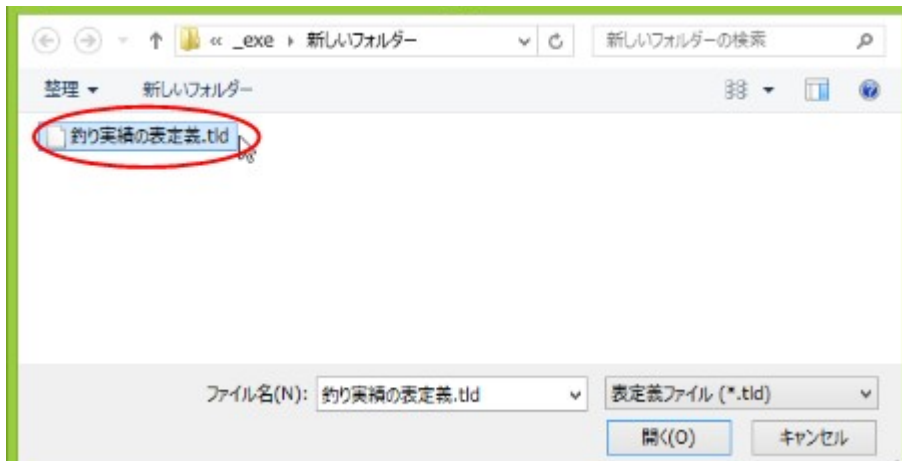 « _exe 新しいフォルダー 新しいフォルダーの検索
整理 新しいフォルダー
釣り実績の表定義.tld
ファイル名(N): 釣り実績の表定義.tld 表定義ファイル (*.tld)
開く(O) キャンセル